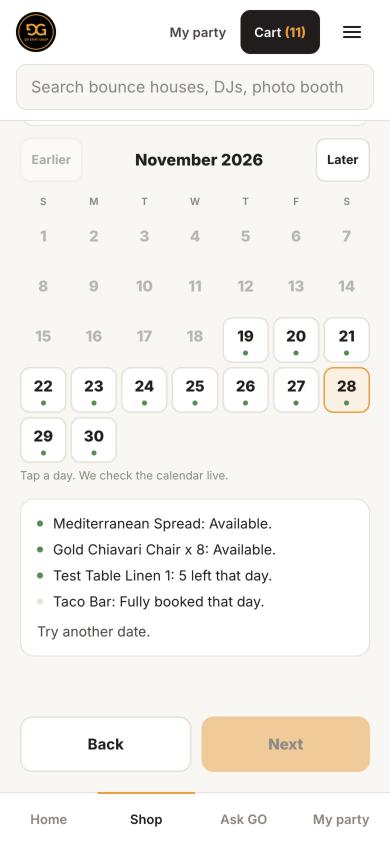 My party
Cart (11)
Search bounce houses, DJs, photo booth
Earlier
November 2026
Later
S M T W T F S
1 2 3 4 5 6 7
8 9 10 11 12 13 14
15 16 17 18 19 20 21
22 23 24 25 26 27 28
29 30
Tap a day. We check the calendar live.
Mediterranean Spread: Available.
Gold Chiavari Chair x 8: Available.
Test Table Linen 1: 5 left that day.
Taco Bar: Fully booked that day.
Try another date.
Back
Next
Home
Shop
Ask GO
My party